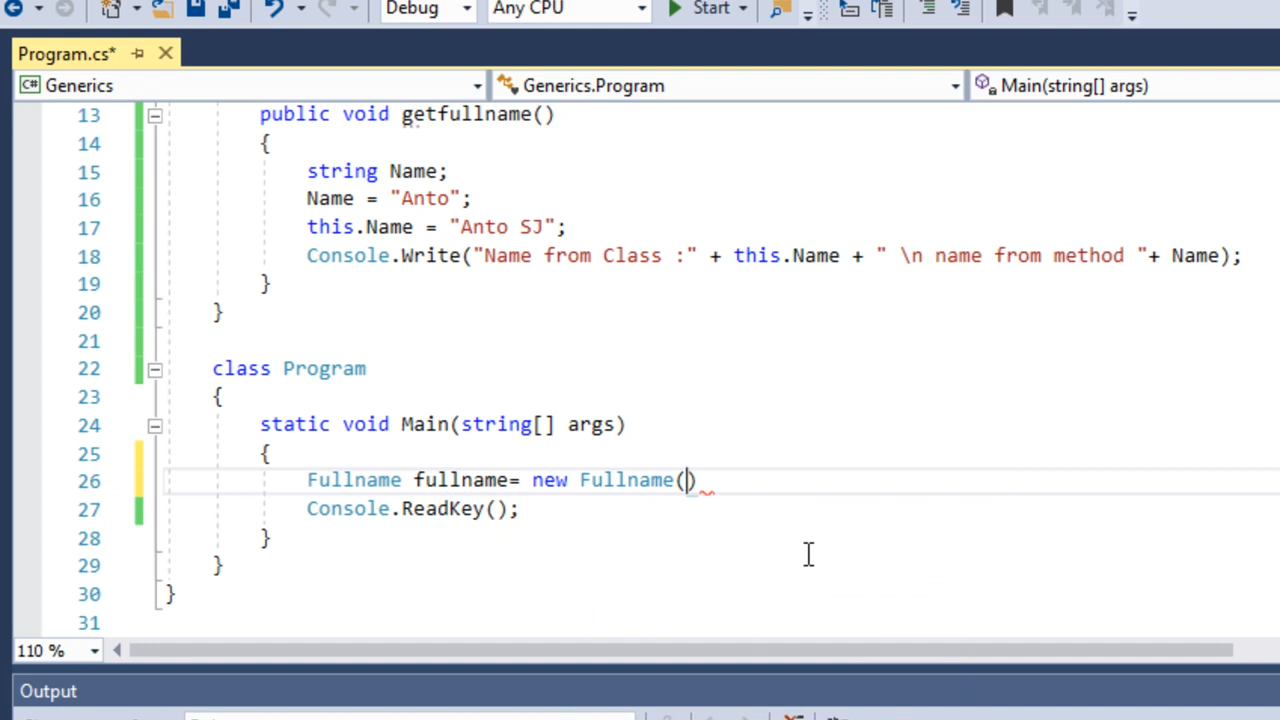 Debug Any CPU Start
Program.cs*
C# Generics Generics.Program Main(string[] args)
13 public void getfullname()
14 {
15 string Name;
16 Name = "Anto";
17 this.Name = "Anto SJ";
18 Console.Write("Name from Class :" + this.Name + " \n name from method "+ Name);
19 }
20 }
21
22 class Program
23 {
24 static void Main(string[] args)
25 {
26 Fullname fullname= new Fullname()
27 Console.ReadKey();
28 }
29 }
30 }
31
110 %
Output